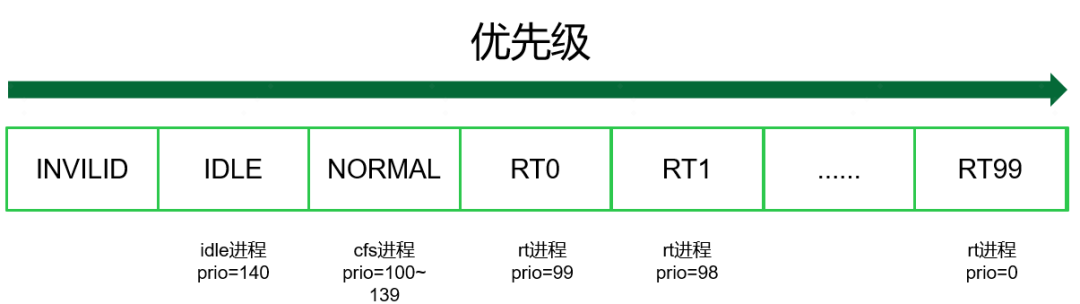 优先级
INVILID
IDLE
NORMAL
RT0
RT1
......
RT99
idle进程
prio=140
cfs进程
prio=100~
139
rt进程
prio=99
rt进程
prio=98
rt进程
prio=0